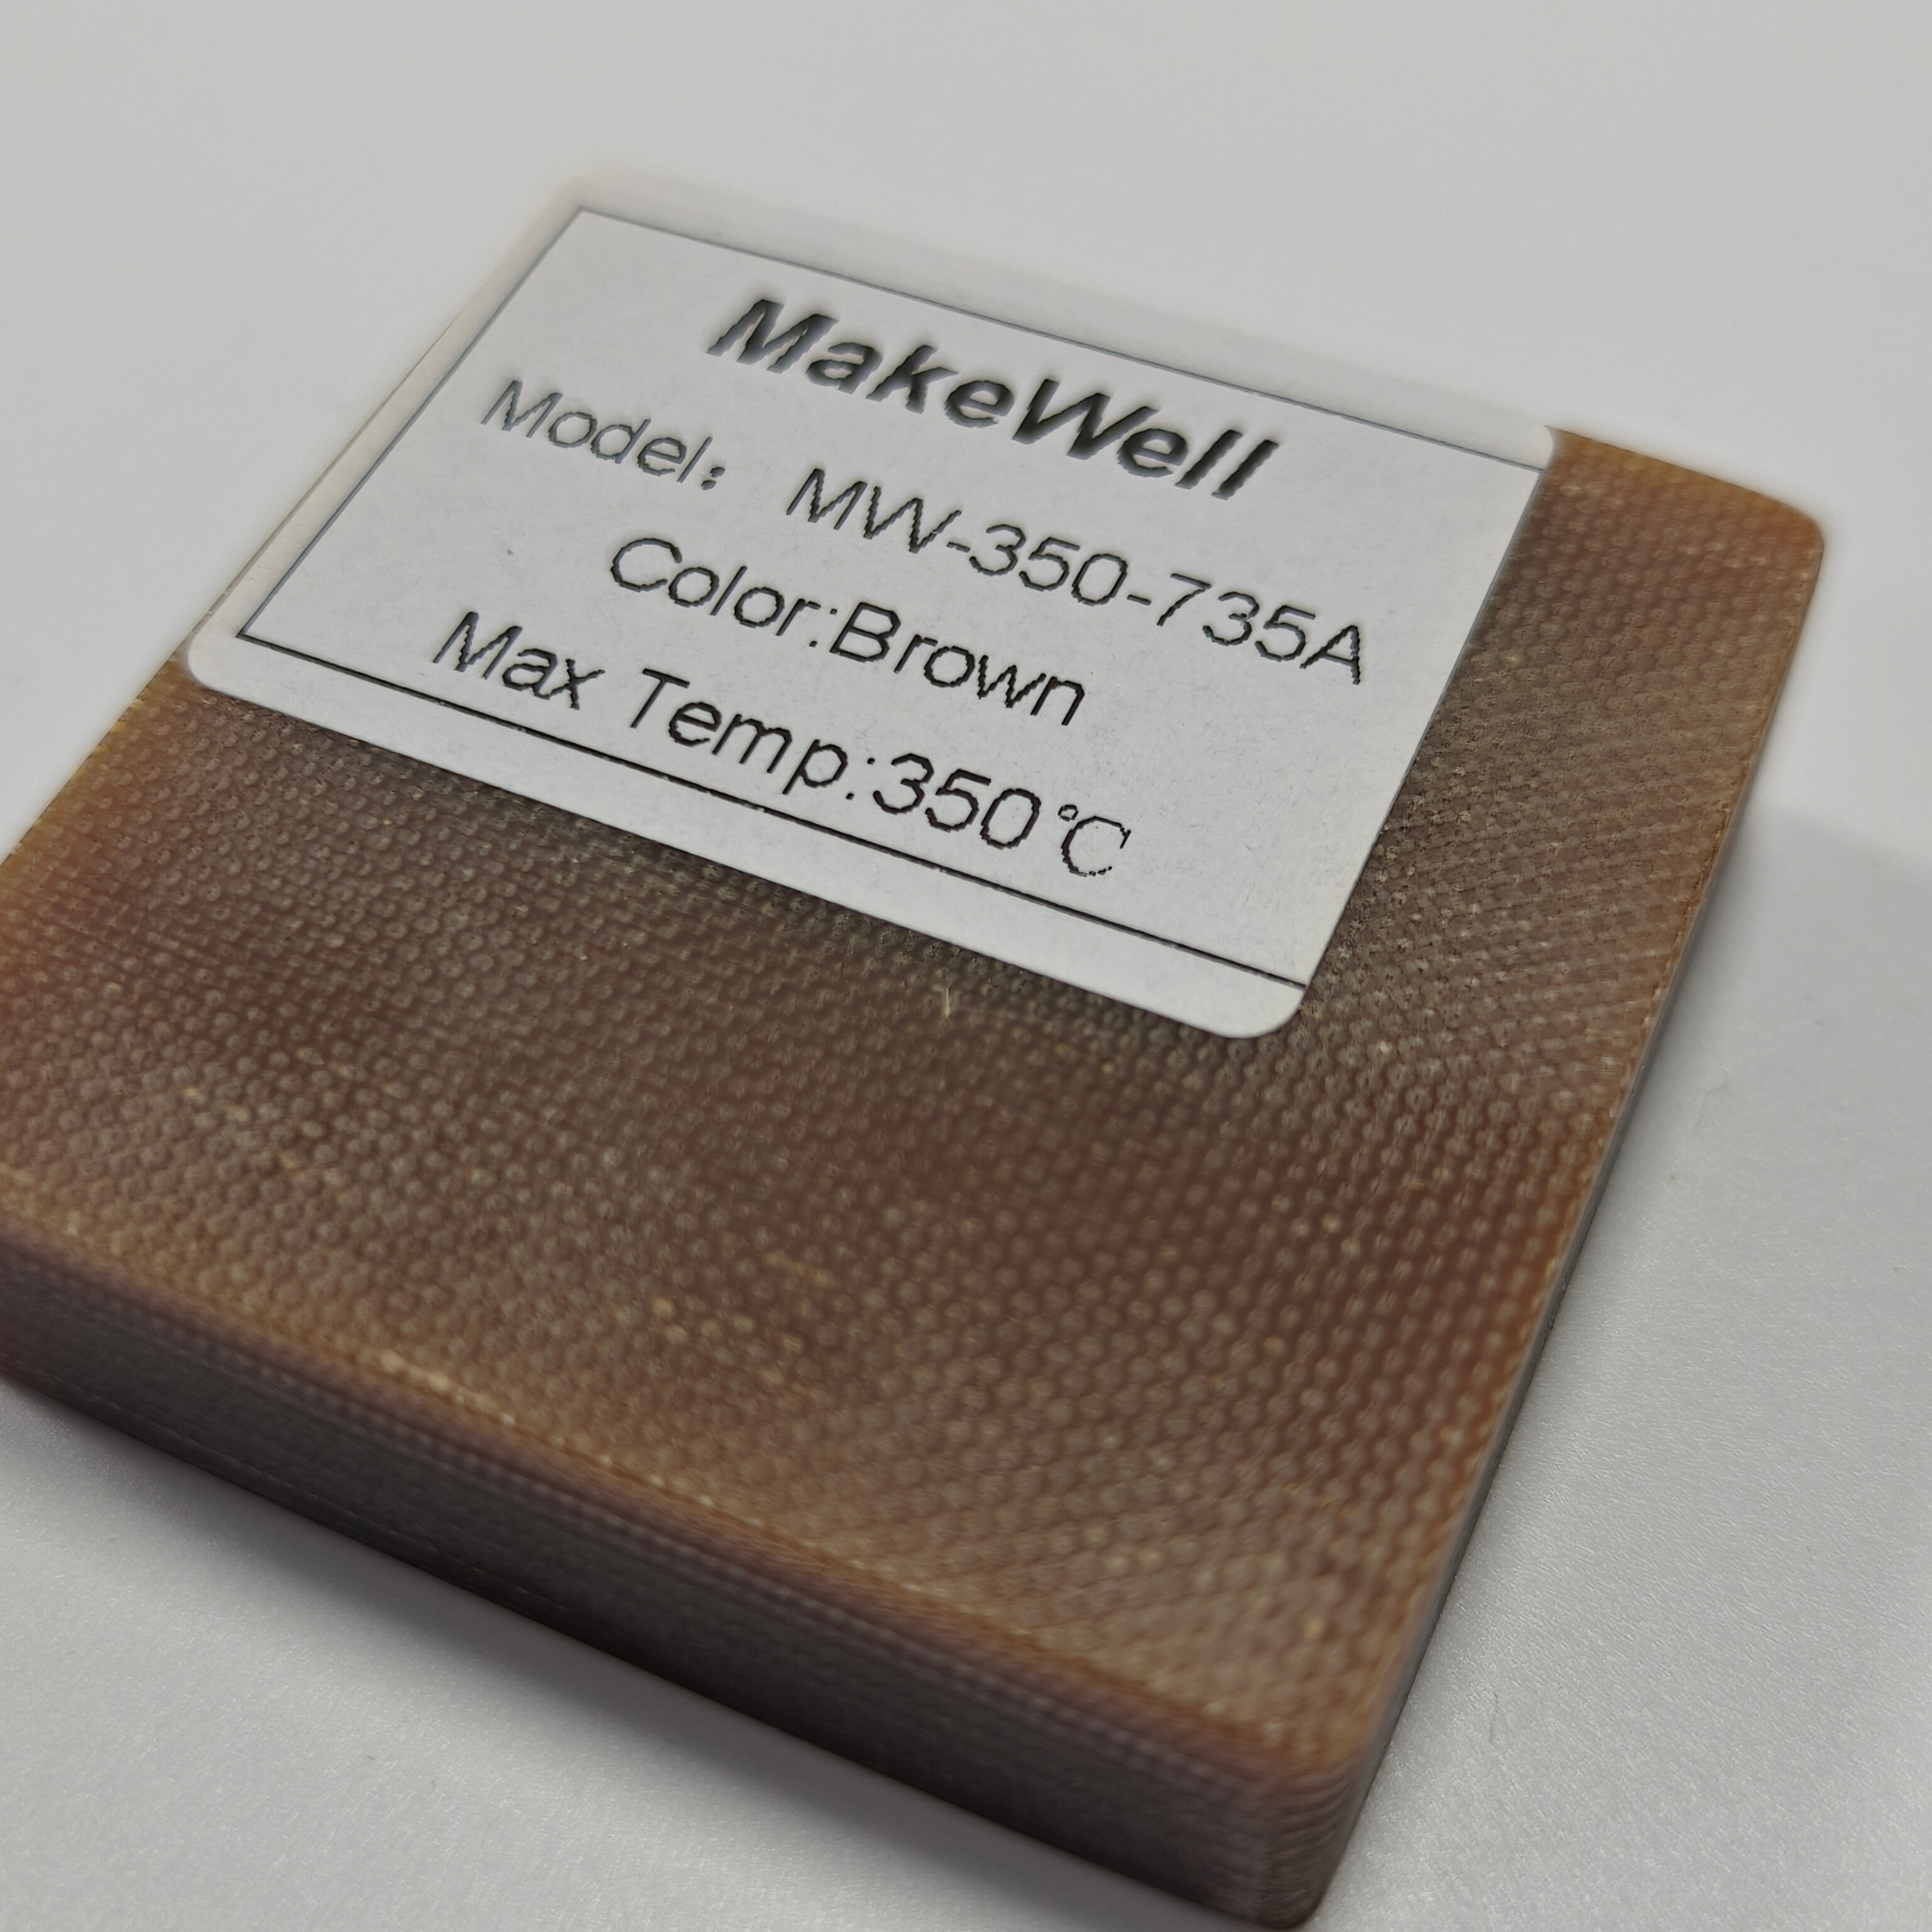 MakeWell
Model： MW-350-735A
Color:Brown
Max Temp:350℃